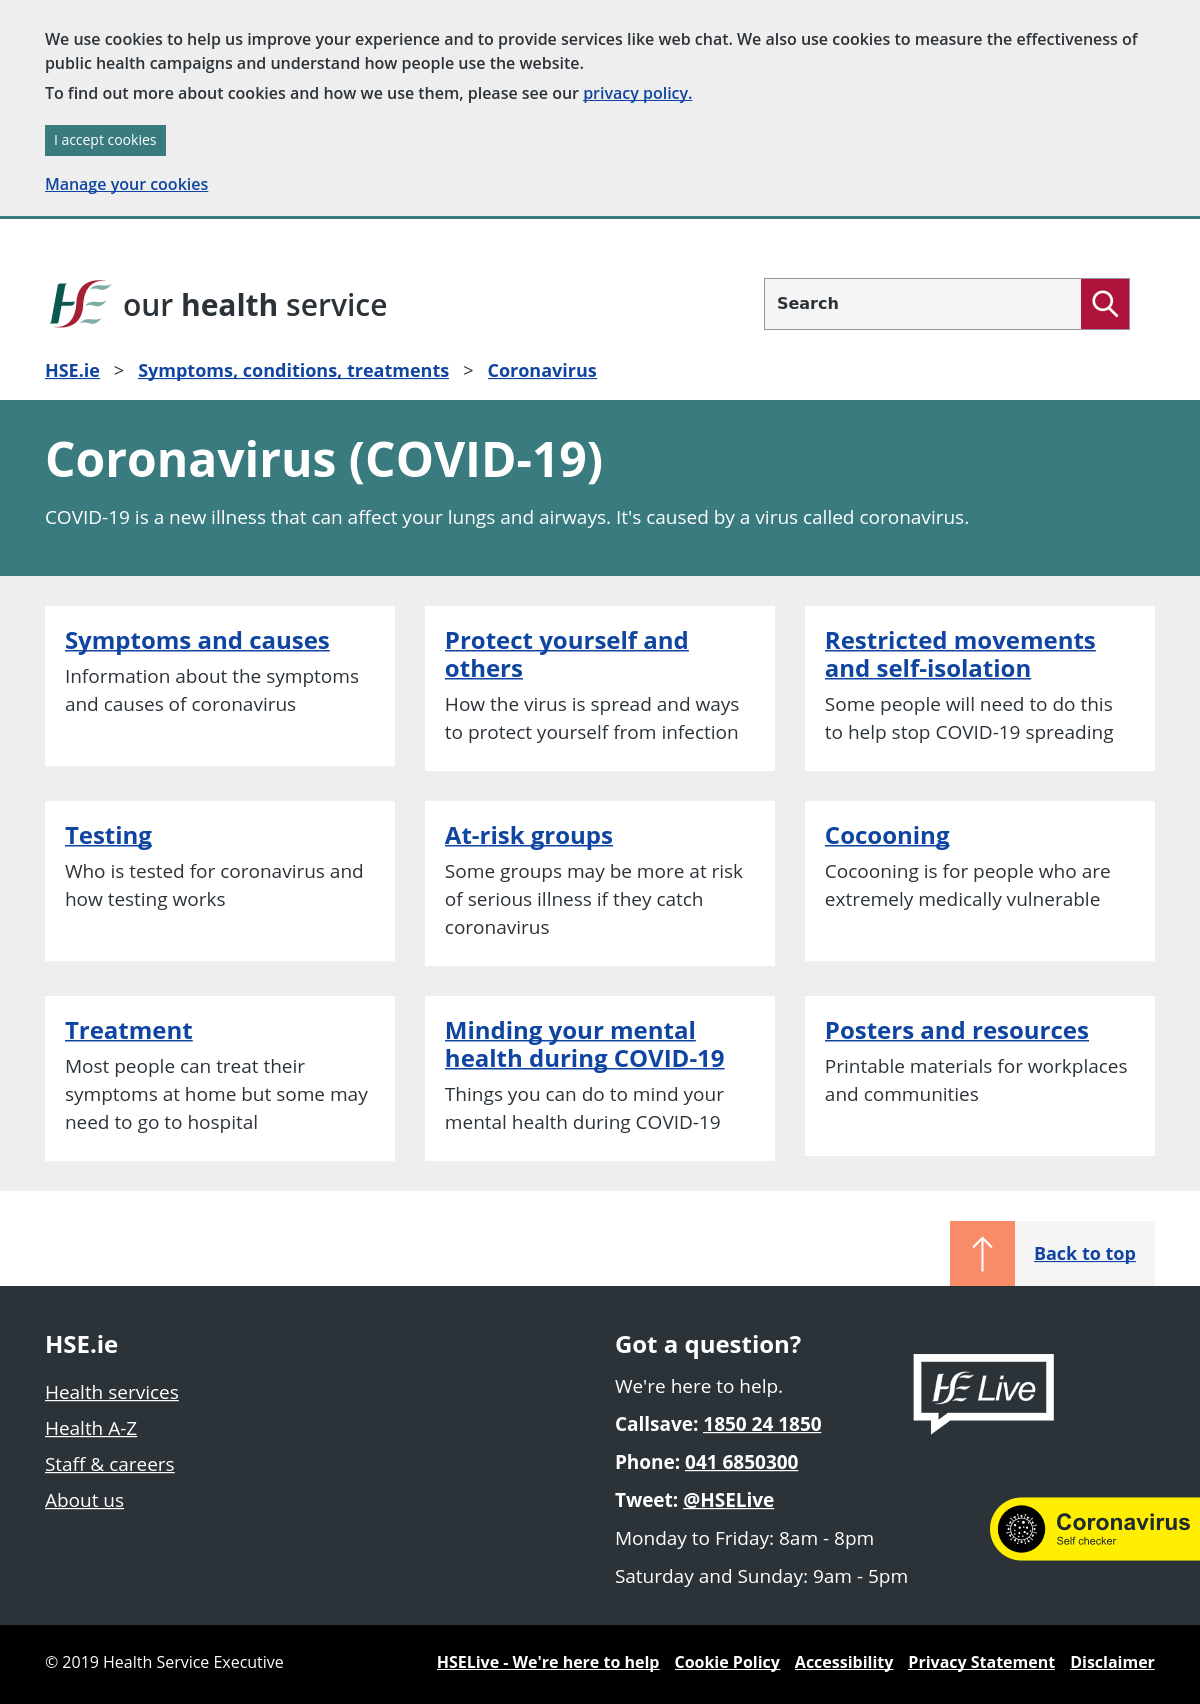 We use cookies to help us improve your experience and to provide services like web chat. We also use cookies to measure the effectiveness of
public health campaigns and understand how people use the website.
To find out more about cookies and how we use them, please see our privacy policy.
I accept cookies
Manage your cookies
HSE our health service
Search
HSE.ie > Symptoms, conditions, treatments > Coronavirus
Coronavirus (COVID-19)
COVID-19 is a new illness that can affect your lungs and airways. It's caused by a virus called coronavirus.
Symptoms and causes
Information about the symptoms
and causes of coronavirus
Protect yourself and
others
How the virus is spread and ways
to protect yourself from infection
Restricted movements
and self-isolation
Some people will need to do this
to help stop COVID-19 spreading
Testing
Who is tested for coronavirus and
how testing works
At-risk groups
Some groups may be more at risk
of serious illness if they catch
coronavirus
Cocooning
Cocooning is for people who are
extremely medically vulnerable
Treatment
Most people can treat their
symptoms at home but some may
need to go to hospital
Minding your mental
health during COVID-19
Things you can do to mind your
mental health during COVID-19
Posters and resources
Printable materials for workplaces
and communities
Back to top
HSE.ie
Health services
Health A-Z
Staff & careers
About us
Got a question?
We're here to help.
Callsave: 1850 24 1850
Phone: 041 6850300
Tweet: @HSELive
Monday to Friday: 8am - 8pm
Saturday and Sunday: 9am - 5pm
HSE Live
Coronavirus
Self checker
© 2019 Health Service Executive
HSELive - We're here to help Cookie Policy Accessibility Privacy Statement Disclaimer